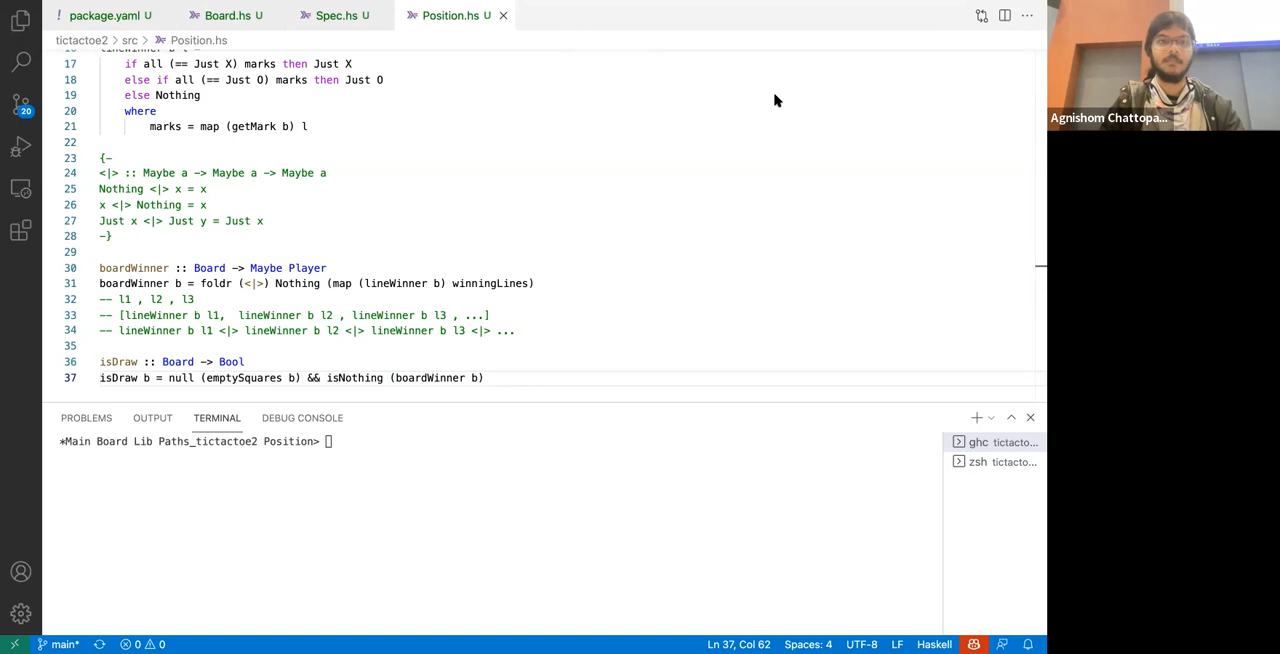 package.yaml U
Board.hs U
Spec.hs U
Position.hs U
tictactoe2 > src > Position.hs
17 if all (== Just X) marks then Just X
18 else if all (== Just O) marks then Just O
19 else Nothing
20 where
21 marks = map (getMark b) l
22
23 {-
24 <|> :: Maybe a -> Maybe a -> Maybe a
25 Nothing <|> x = x
26 x <|> Nothing = x
27 Just x <|> Just y = Just x
28 -}
29
30 boardWinner :: Board -> Maybe Player
31 boardWinner b = foldr (<|>) Nothing (map (lineWinner b) winningLines)
32 -- l1 , l2 , l3
33 -- [lineWinner b l1,  lineWinner b l2 , lineWinner b l3 , ...]
34 -- lineWinner b l1 <|> lineWinner b l2 <|> lineWinner b l3 <|> ...
35
36 isDraw :: Board -> Bool
37 isDraw b = null (emptySquares b) && isNothing (boardWinner b)
PROBLEMS OUTPUT TERMINAL DEBUG CONSOLE
*Main Board Lib Paths_tictactoe2 Position>
ghc tictacto...
zsh tictacto...
20
main*
0 0
Ln 37, Col 62 Spaces: 4 UTF-8 LF Haskell
Agnishom Chattopa...